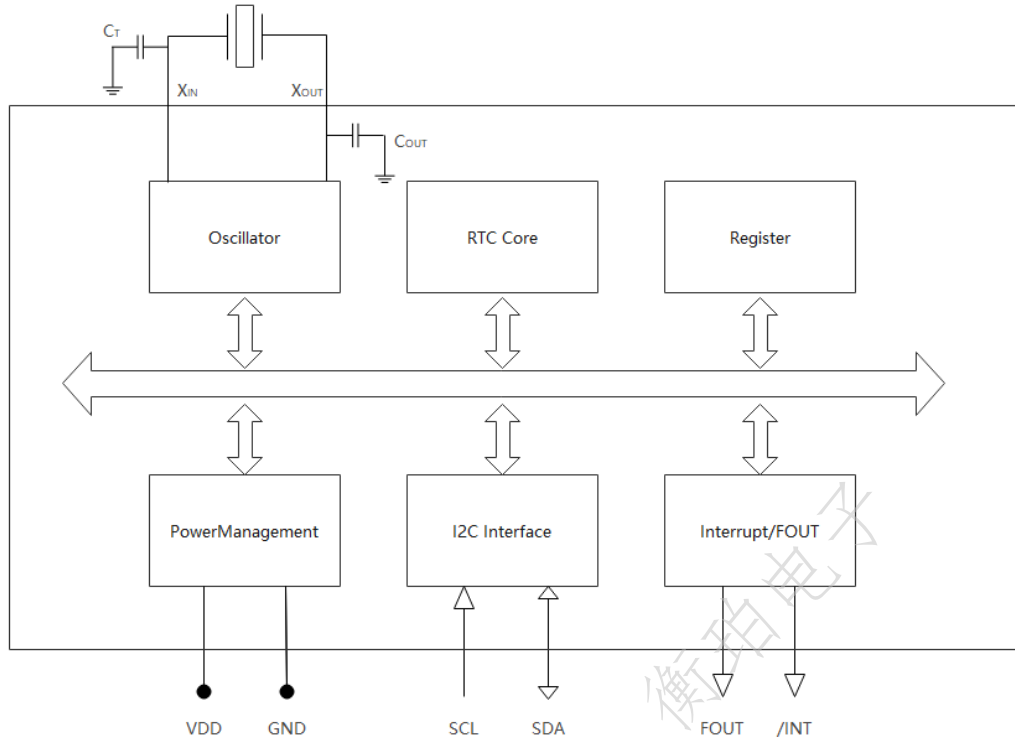 CT
XIN XOUT
COUT
Oscillator RTC Core Register
PowerManagement I2C Interface Interrupt/FOUT
衡珀电子
VDD GND SCL SDA FOUT /INT